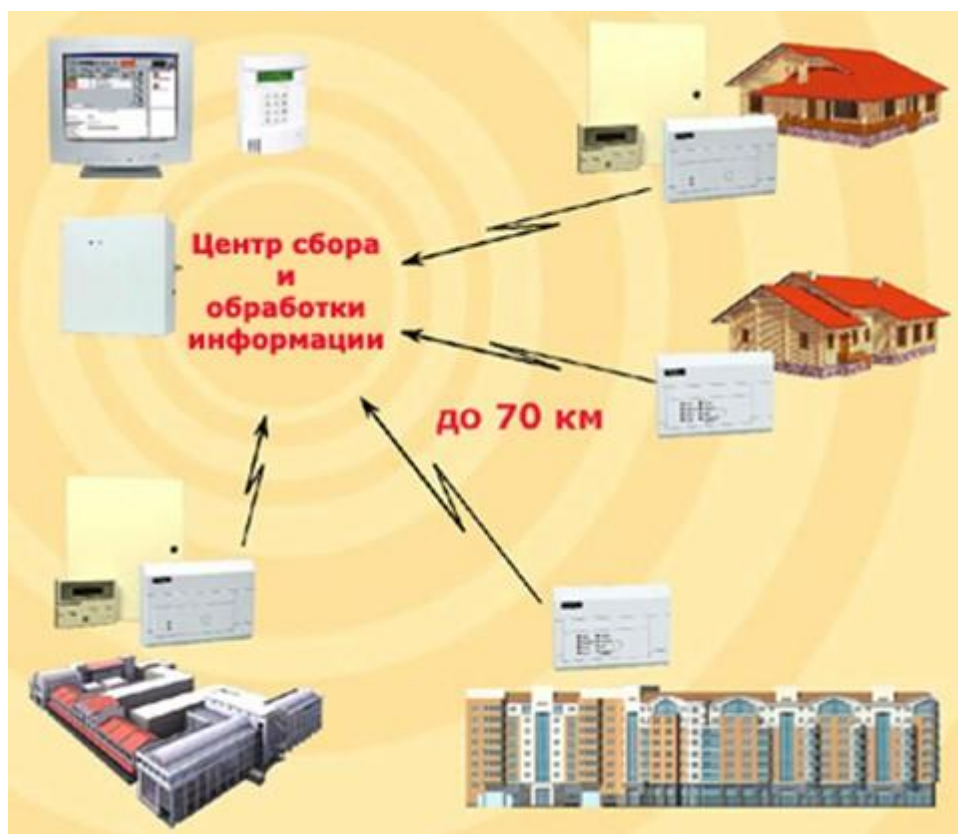 Центр сбора
и
обработки
информации
до 70 км